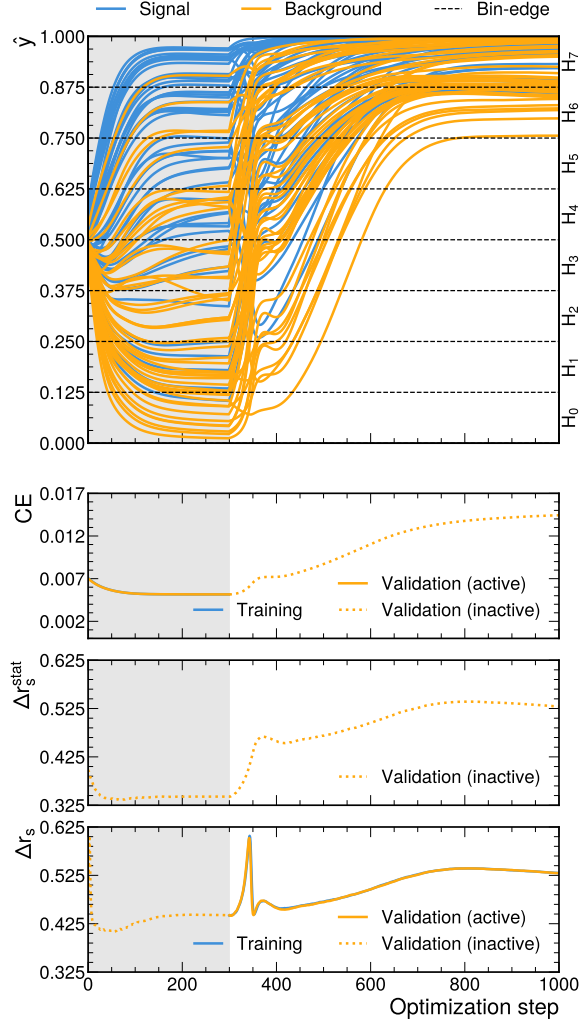 Signal Background Bin-edge
ŷ
1.000
0.875
0.750
0.625
0.500
0.375
0.250
0.125
0.000
H7
H6
H5
H4
H3
H2
H1
H0
CE
0.017
0.012
0.007
0.002
Validation (active)
Training Validation (inactive)
Δr_s^stat
0.625
0.525
0.425
0.325
Validation (inactive)
Δr_s
0.625
0.525
0.425
0.325
Validation (active)
Training Validation (inactive)
0 200 400 600 800 1000
Optimization step